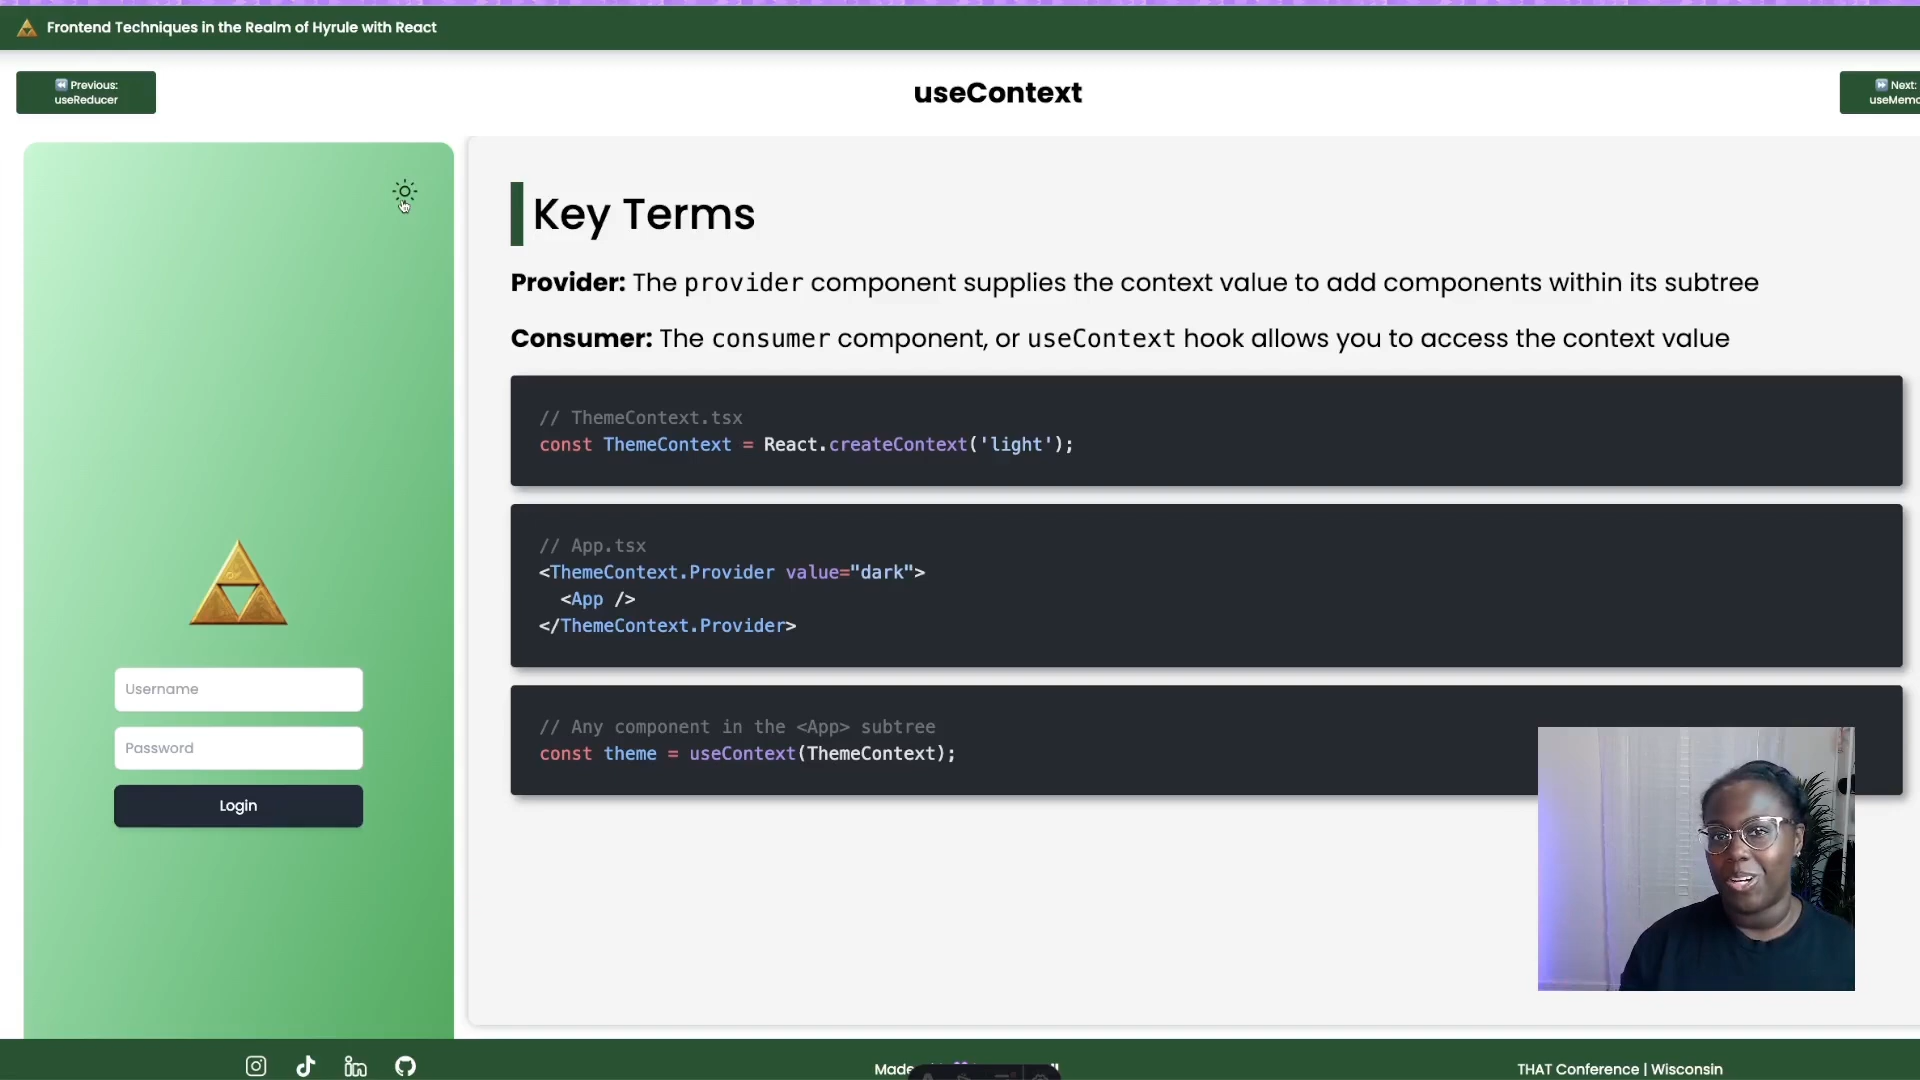 Frontend Techniques in the Realm of Hyrule with React
Previous:
useReducer
useContext
Next:
Key Terms
Provider: The provider component supplies the context value to add components within its subtree
Consumer: The consumer component, or useContext hook allows you to access the context value
// ThemeContext.tsx
const ThemeContext = React.createContext('light');
// App.tsx
<ThemeContext.Provider value="dark">
<App />
</ThemeContext.Provider>
// Any component in the <App> subtree
const theme = useContext(ThemeContext);
Username
Password
Login
Made
THAT Conference | Wisconsin